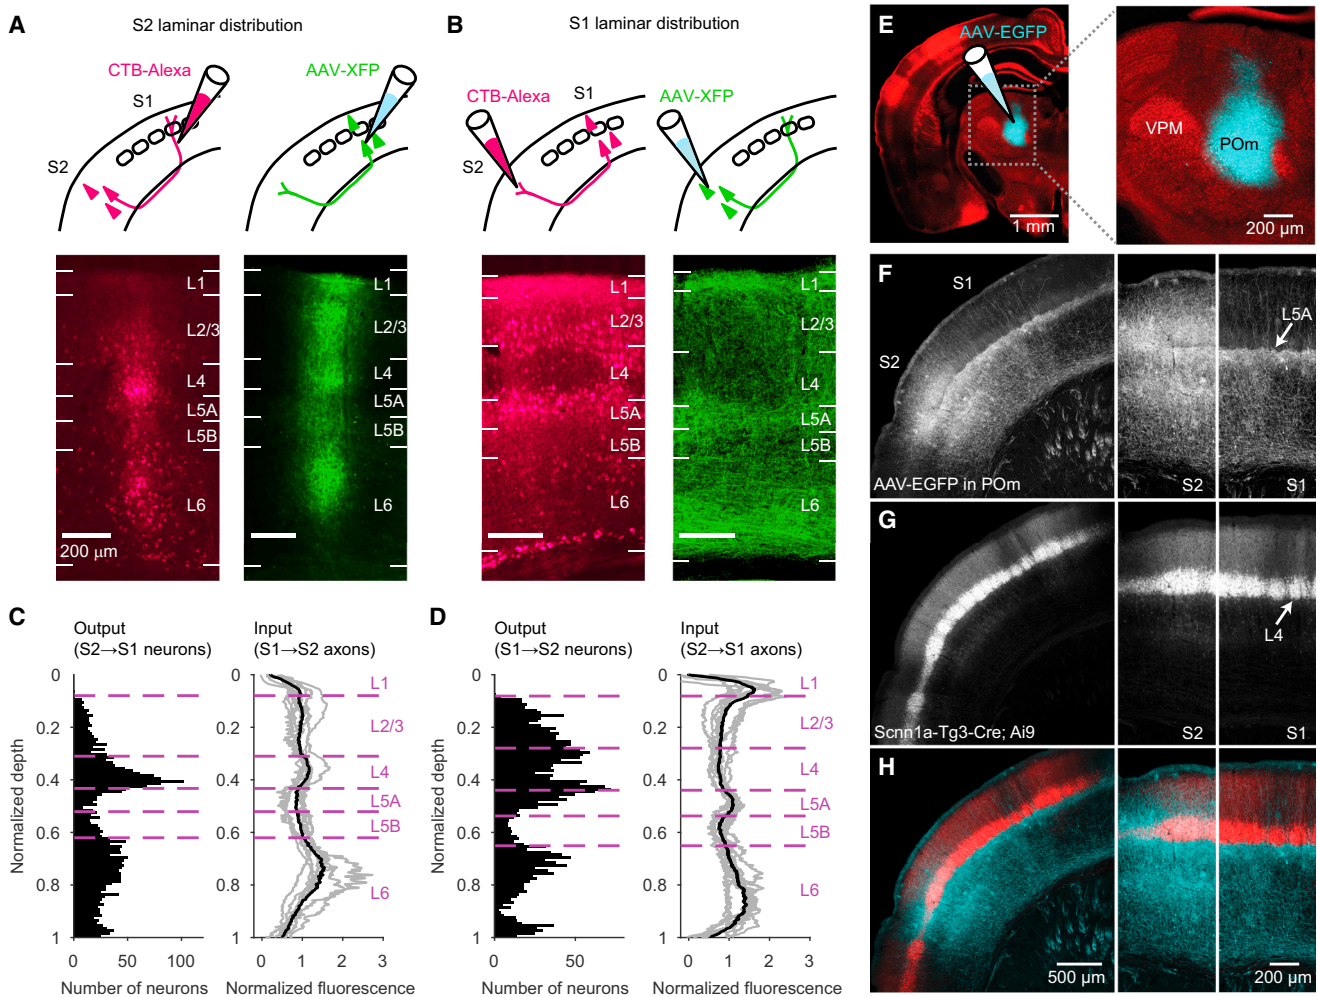 A
S2 laminar distribution
CTB-Alexa
AAV-XFP
S1
S2
L1
L2/3
L4
L5A
L5B
L6
200 µm
L1
L2/3
L4
L5A
L5B
L6
B
S1 laminar distribution
CTB-Alexa
S1
AAV-XFP
S2
L1
L2/3
L4
L5A
L5B
L6
L1
L2/3
L4
L5A
L5B
L6
C
Output
(S2→S1 neurons)
Input
(S1→S2 axons)
Normalized depth
0
0.2
0.4
0.6
0.8
1
0
50
100
Number of neurons
0
0.2
0.4
0.6
0.8
1
L1
L2/3
L4
L5A
L5B
L6
0
1
2
3
Normalized fluorescence
D
Output
(S1→S2 neurons)
Input
(S2→S1 axons)
Normalized depth
0
0.2
0.4
0.6
0.8
1
0
50
Number of neurons
0
0.2
0.4
0.6
0.8
1
L1
L2/3
L4
L5A
L5B
L6
0
1
2
3
Normalized fluorescence
E
AAV-EGFP
1 mm
VPM
POm
200 µm
F
S1
S2
AAV-EGFP in POm
L5A
S2
S1
G
Scnn1a-Tg3-Cre; Ai9
L4
S2
S1
H
500 µm
200 µm